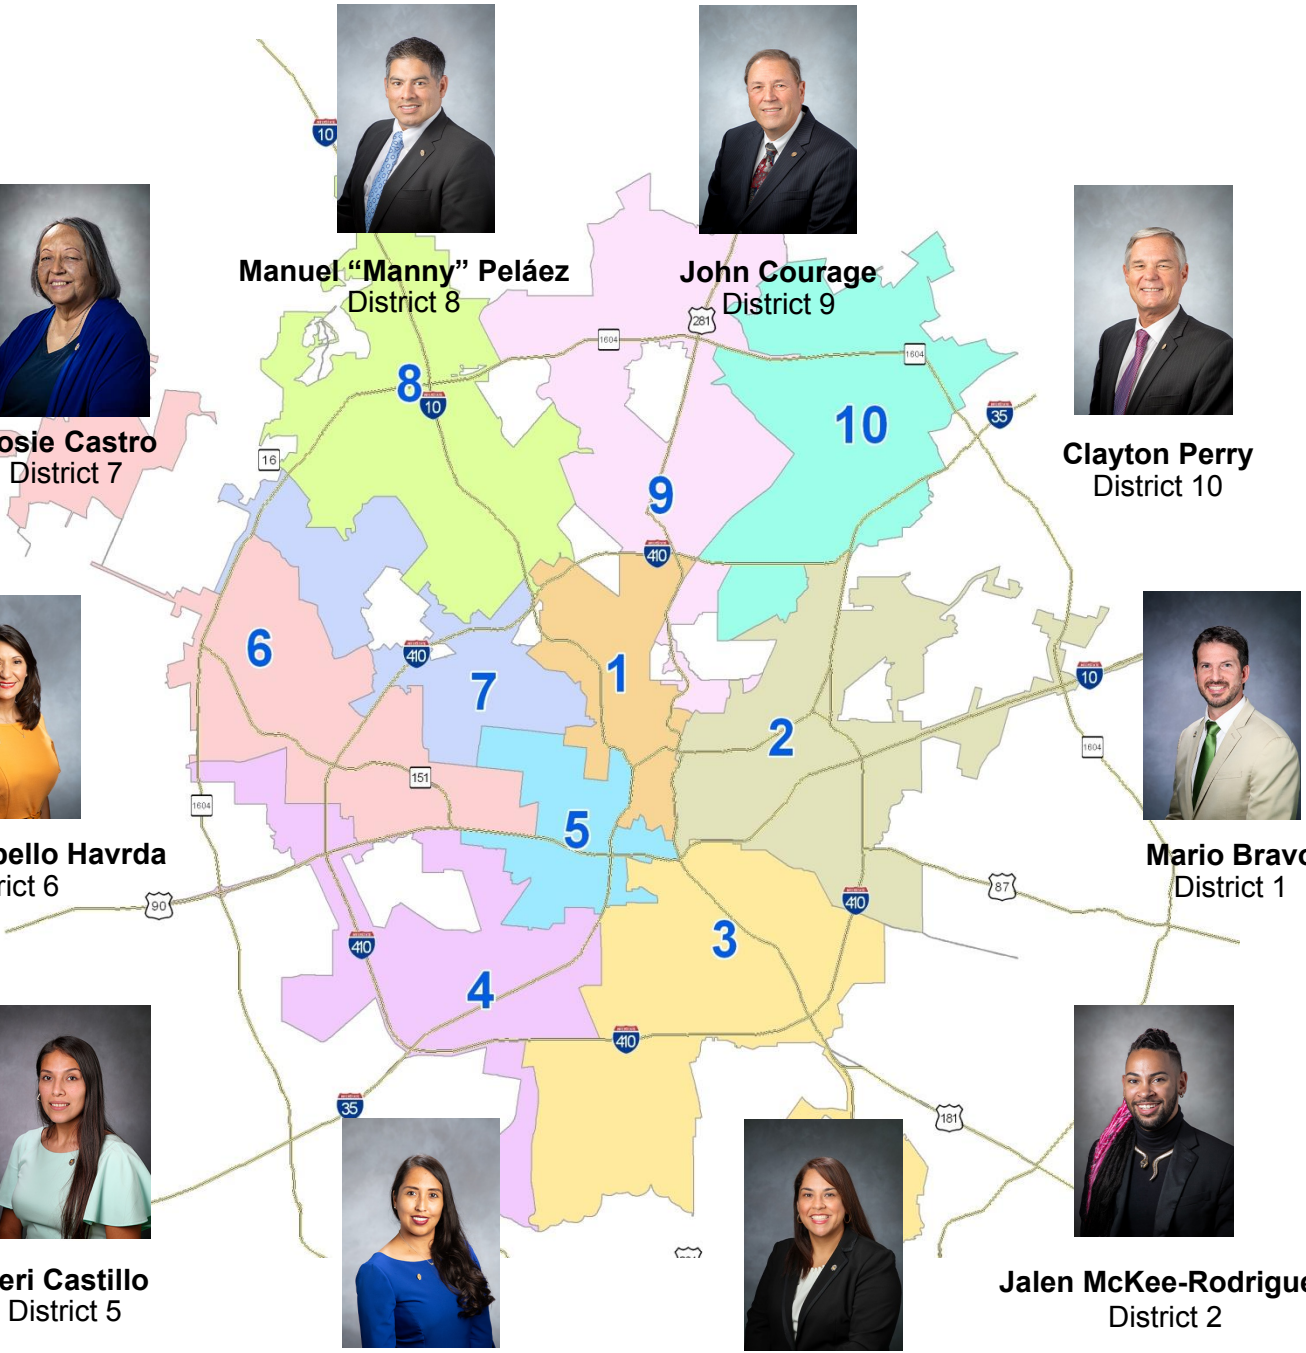 10
Manuel “Manny” Peláez
District 8
John Courage
District 9
281
1604
1604
8
10
10
35
osie Castro
District 7
16
Clayton Perry
District 10
9
410
6
410
7
1
10
2
1604
151
1604
5
bello Havrda
rict 6
Mario Bravo
District 1
90
87
410
3
410
4
410
35
181
eri Castillo
District 5
Jalen McKee-Rodrigue
District 2